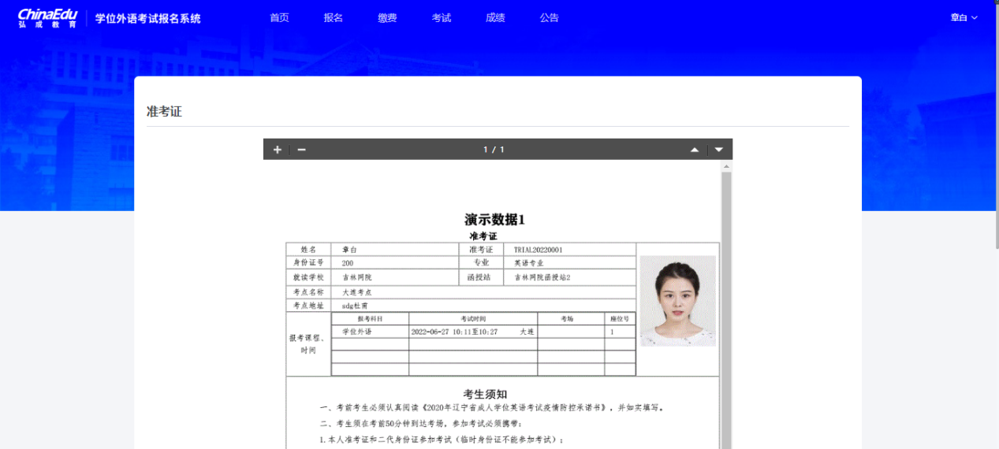 ChinaEdu 学位外语考试报名系统 首页 报名 缴费 考试 成绩 公告 章白
弘成教育
准考证
1 / 1
演示数据1
准考证
姓名 章白 准考证 TRIAL20220001
身份证号 200 专业 英语专业
就读学校 吉林网院 函授站 吉林网院函授站2
考点名称 大连考点
考点地址 sdg杜甫
报考科目 考试时间 考场 座位号
学位外语 2022-06-27 10:11至10:27 大连 1
报考课程、
时间
考生须知
一、考前考生必须认真阅读《2020年辽宁省成人学位英语考试疫情防控承诺书》，并如实填写。
二、考生须在考前50分钟到达考场，参加考试必须携带：
1.本人准考证和二代身份证参加考试（临时身份证不能参加考试）；